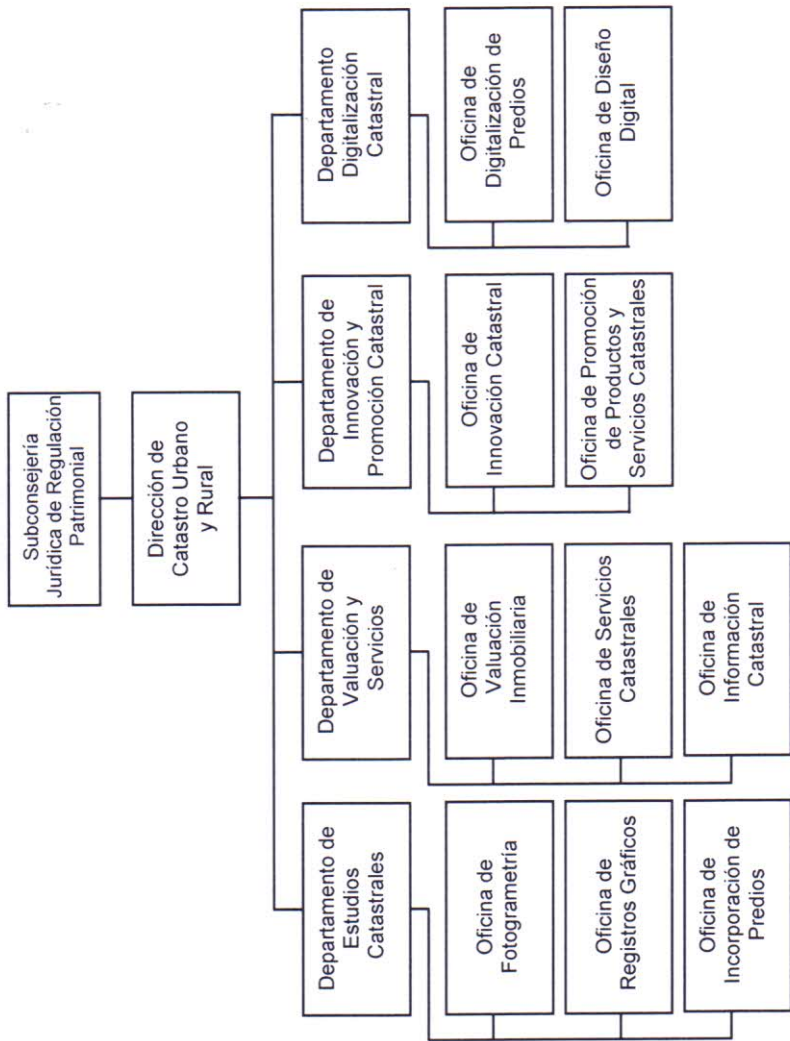 Subconsejería
Jurídica de Regulación
Patrimonial
Dirección de
Catastro Urbano
y Rural
Departamento de
Estudios
Catastrales
Oficina de
Fotogrametría
Oficina de
Registros Gráficos
Oficina de
Incorporación de
Predios
Departamento de
Valuación y
Servicios
Oficina de
Valuación
Inmobiliaria
Oficina de Servicios
Catastrales
Oficina de
Información
Catastral
Departamento de
Innovación y
Promoción Catastral
Oficina de
Innovación Catastral
Oficina de Promoción
de Productos y
Servicios Catastrales
Departamento
Digitalización
Catastral
Oficina de
Digitalización de
Predios
Oficina de Diseño
Digital